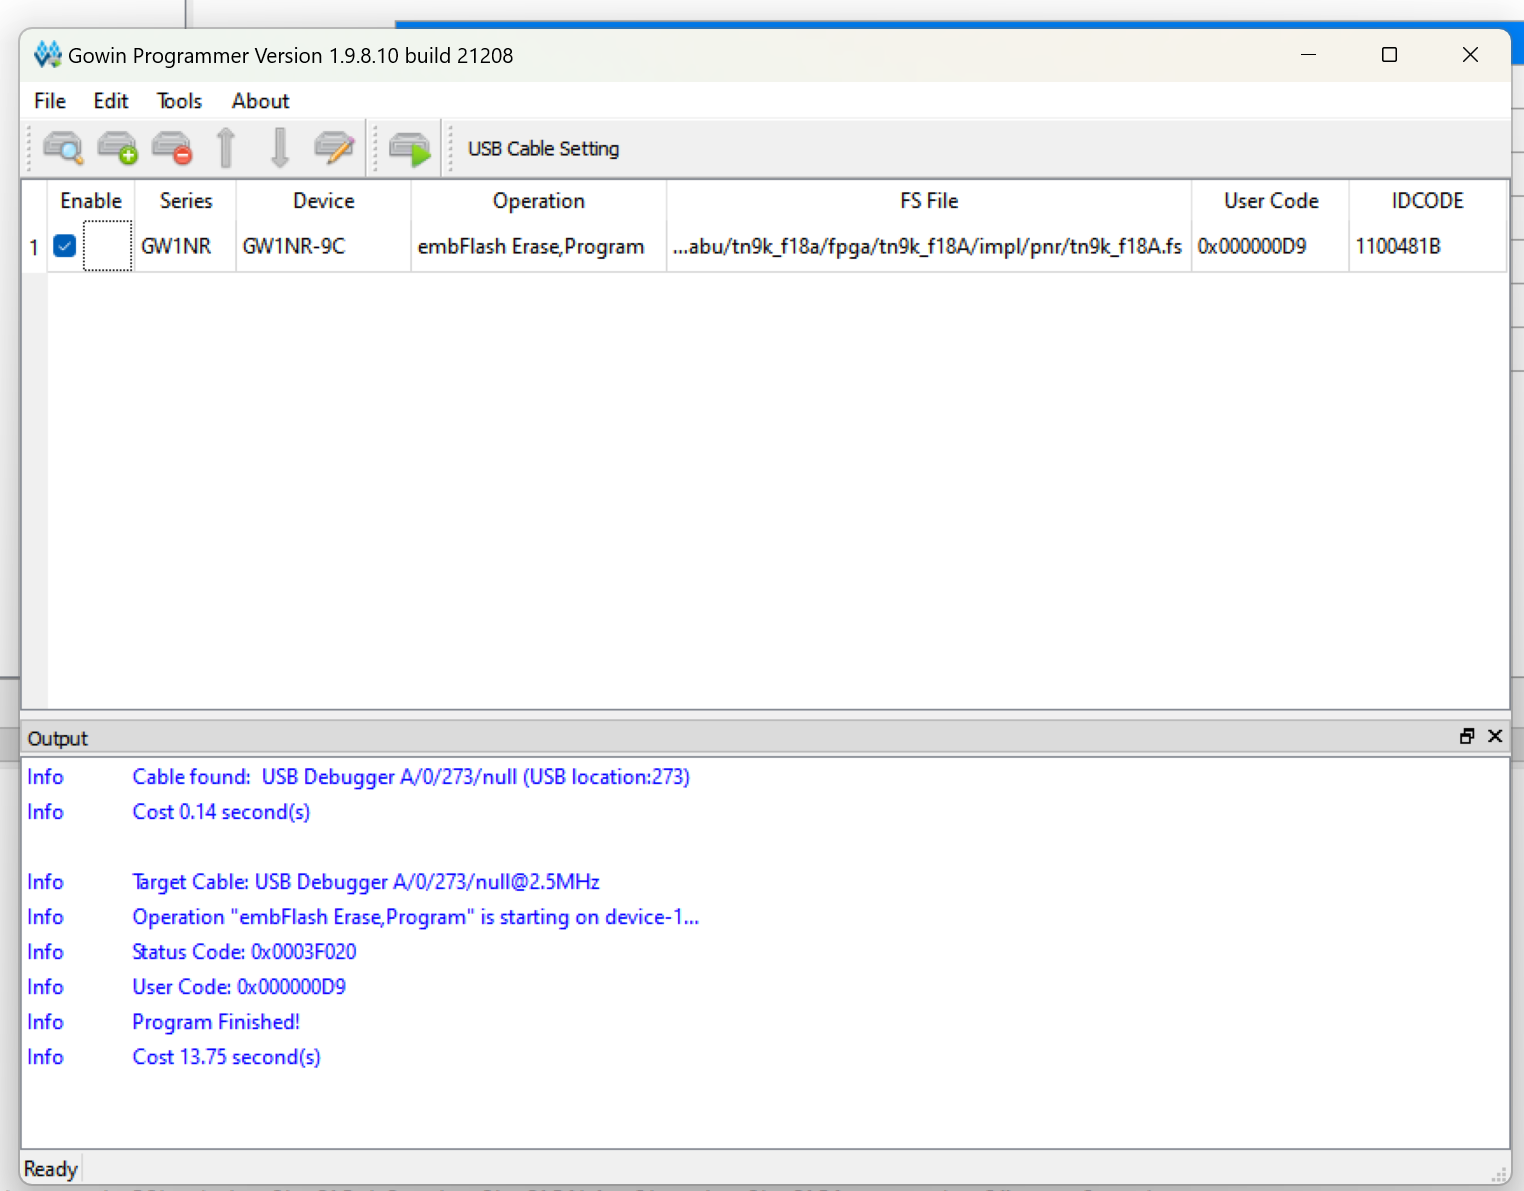 Gowin Programmer Version 1.9.8.10 build 21208
File Edit Tools About
USB Cable Setting
Enable Series Device Operation FS File User Code IDCODE
1 GW1NR GW1NR-9C embFlash Erase,Program ...abu/tn9k_f18a/fpga/tn9k_f18A/impl/pnr/tn9k_f18A.fs 0x000000D9 1100481B
Output
Info Cable found:  USB Debugger A/0/273/null (USB location:273)
Info Cost 0.14 second(s)
Info Target Cable: USB Debugger A/0/273/null@2.5MHz
Info Operation "embFlash Erase,Program" is starting on device-1...
Info Status Code: 0x0003F020
Info User Code: 0x000000D9
Info Program Finished!
Info Cost 13.75 second(s)
Ready